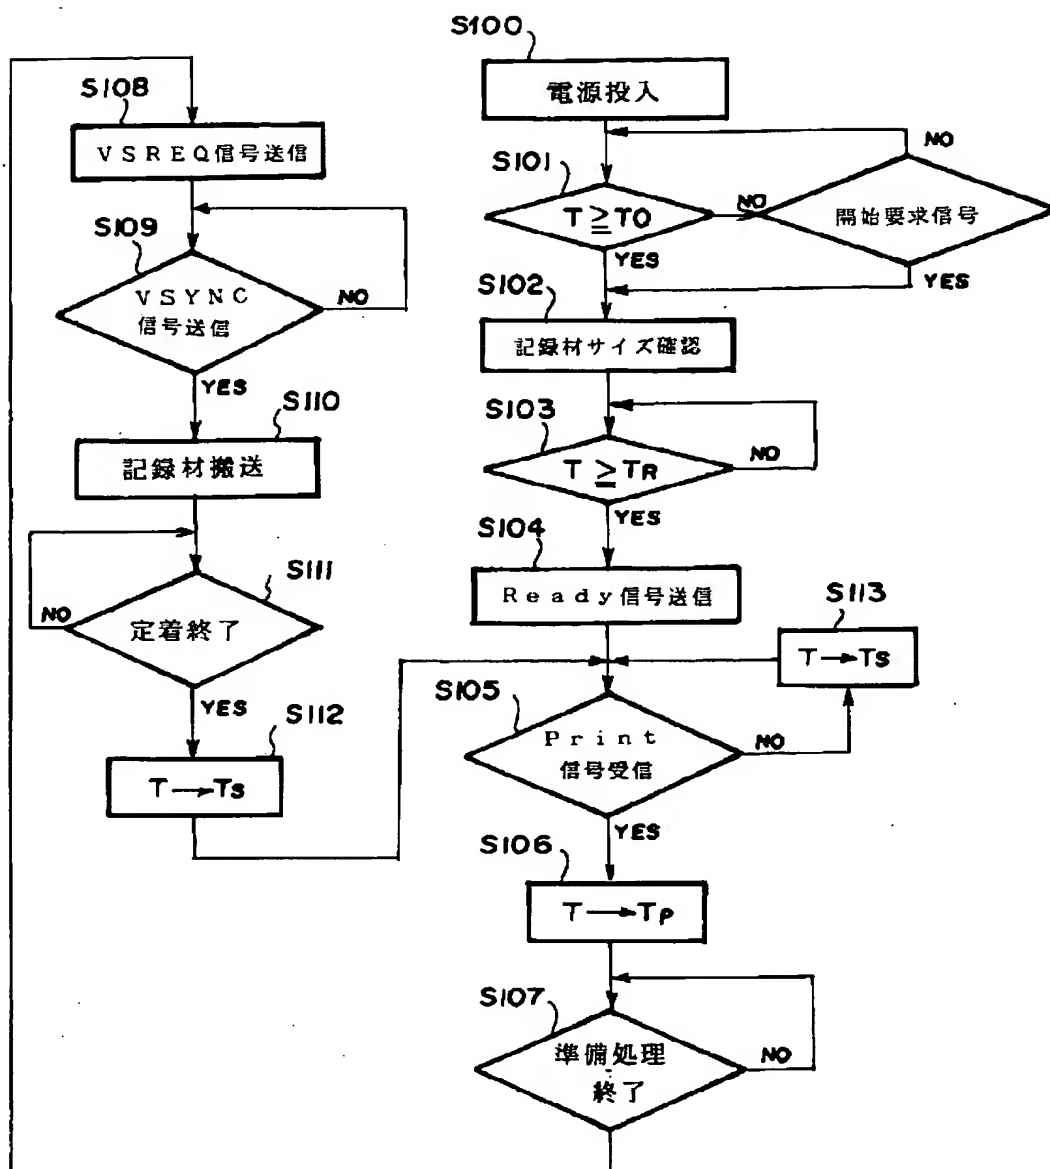 S100
電源投入
S101
T ≧ TO
NO
開始要求信号
NO
YES
YES
S102
記録材サイズ確認
S103
T ≧ TR
NO
YES
S104
Ready信号送信
S113
T → TS
S105
Print
信号受信
NO
YES
S106
T → TP
S107
準備処理
終了
NO
S108
VSREQ信号送信
S109
VSYNC
信号送信
NO
YES
S110
記録材搬送
S111
定着終了
NO
YES
S112
T → TS